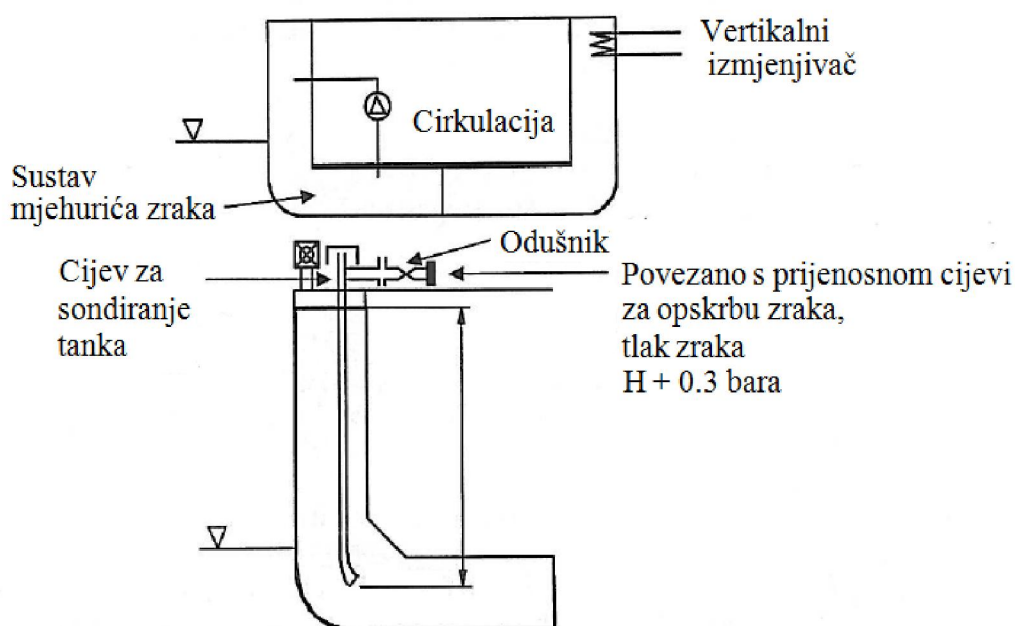 Vertikalni
izmjenjivač
Cirkulacija
Sustav
mjehurića zraka
Odušnik
Cijev za
sondiranje
tanka
Povezano s prijenosnom cijevi
za opskrbu zraka,
tlak zraka
H + 0.3 bara